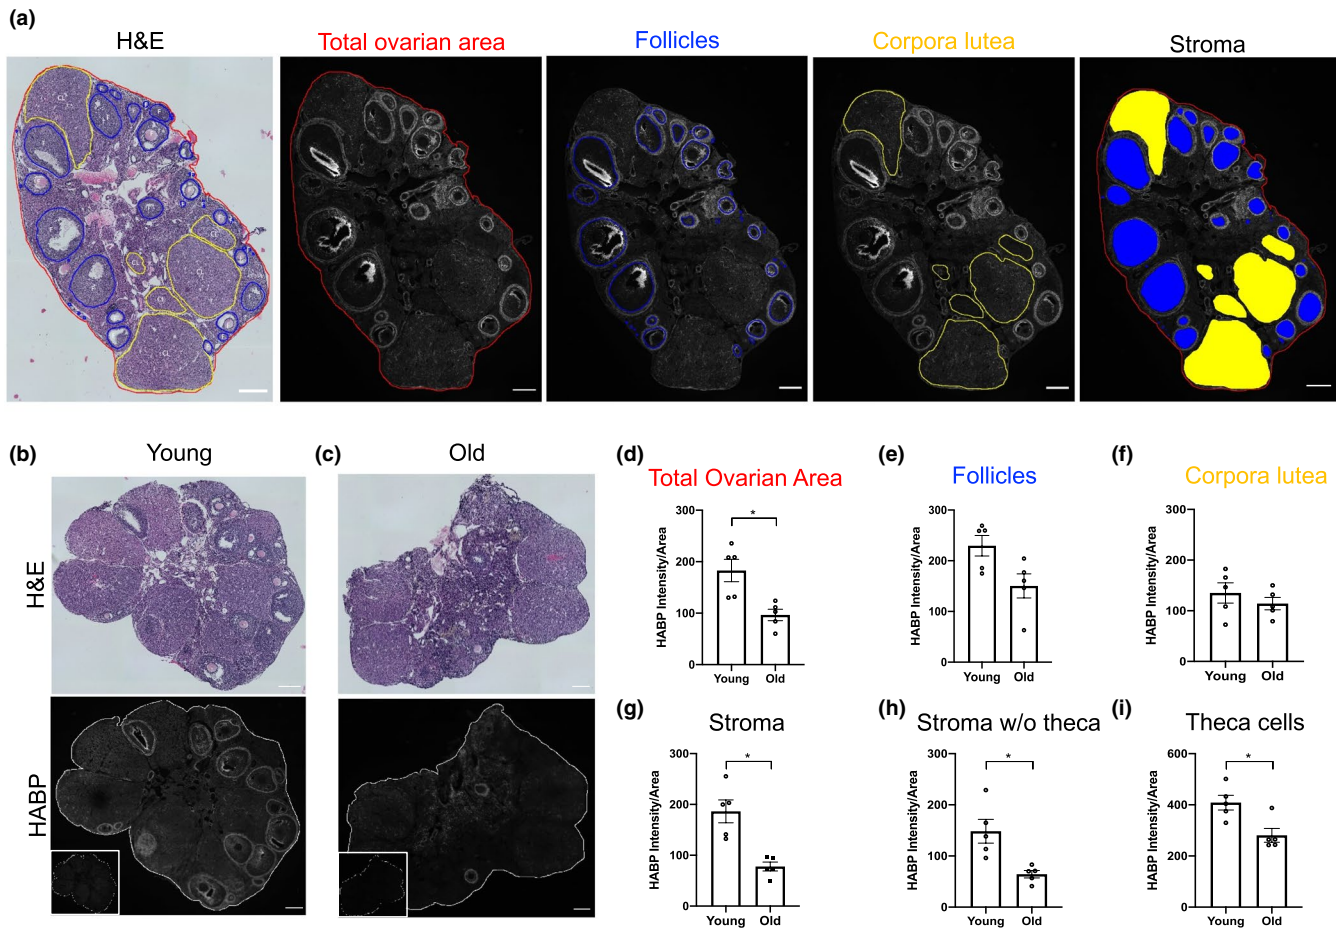 (a)
H&E
Total ovarian area
Follicles
Corpora lutea
Stroma
(b)
Young
(c)
Old
H&E
HABP
(d)
Total Ovarian Area
HABP Intensity/Area
300
200
100
0
*
Young Old
(e)
Follicles
HABP Intensity/Area
300
200
100
0
Young Old
(f)
Corpora lutea
HABP Intensity/Area
300
200
100
0
Young Old
(g)
Stroma
HABP Intensity/Area
300
200
100
0
*
Young Old
(h)
Stroma w/o theca
HABP Intensity/Area
300
200
100
0
*
Young Old
(i)
Theca cells
HABP Intensity/Area
600
400
200
0
*
Young Old